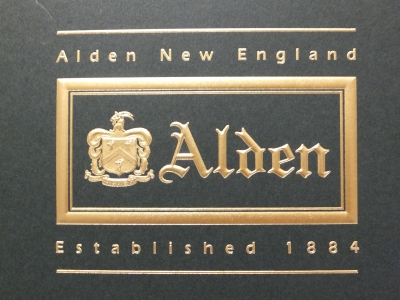 Alden New England
Alden
Established 1884